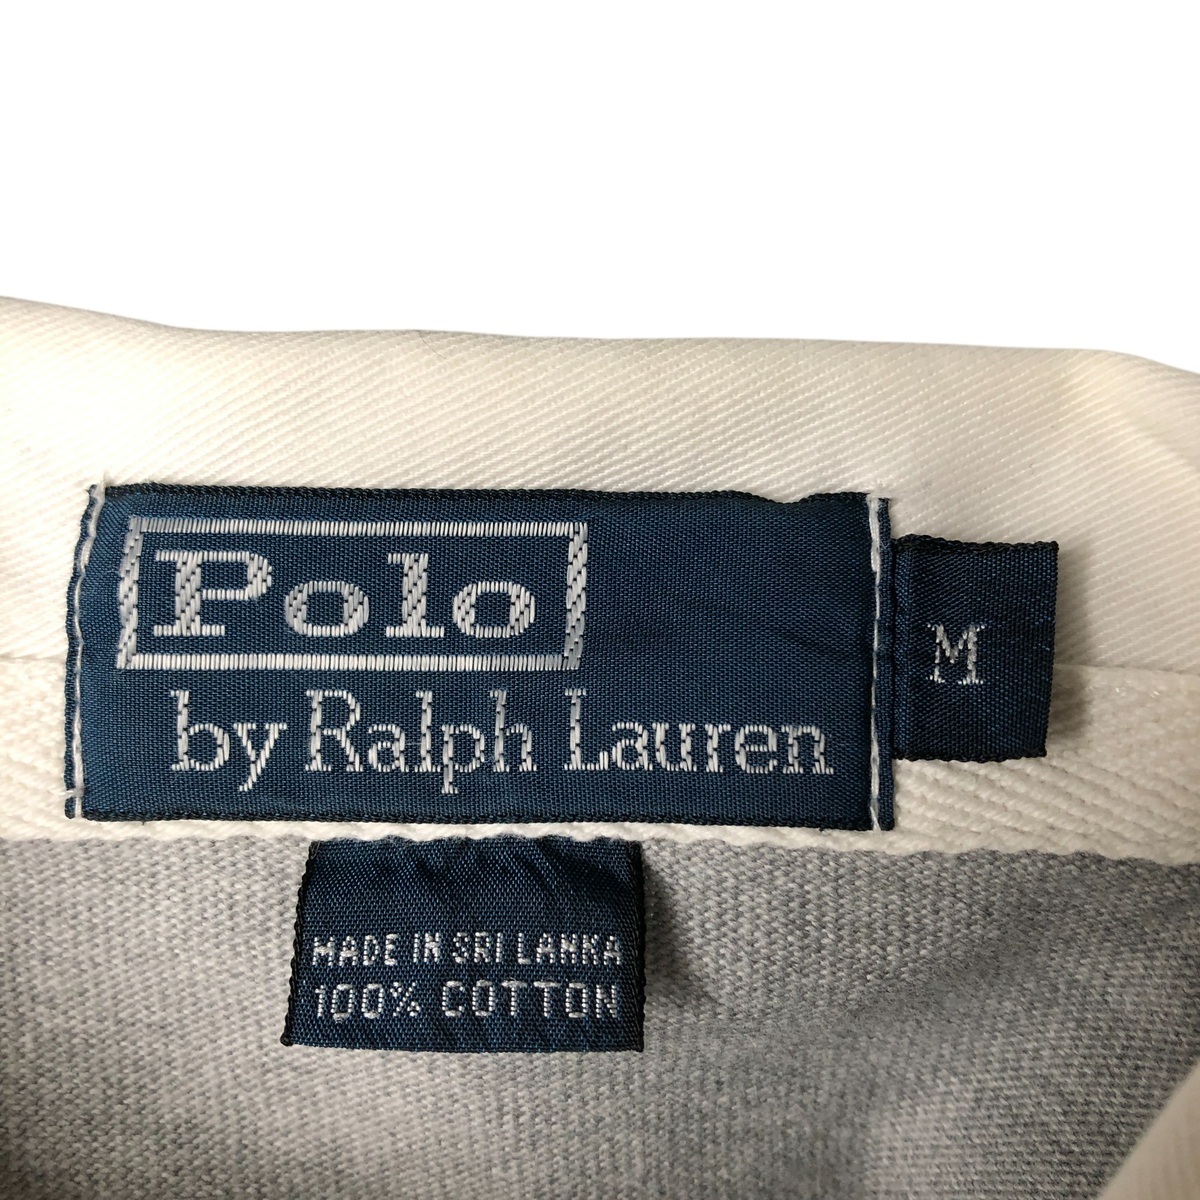 Polo
by Ralph Lauren
M
MADE IN SRI LANKA
100% COTTON